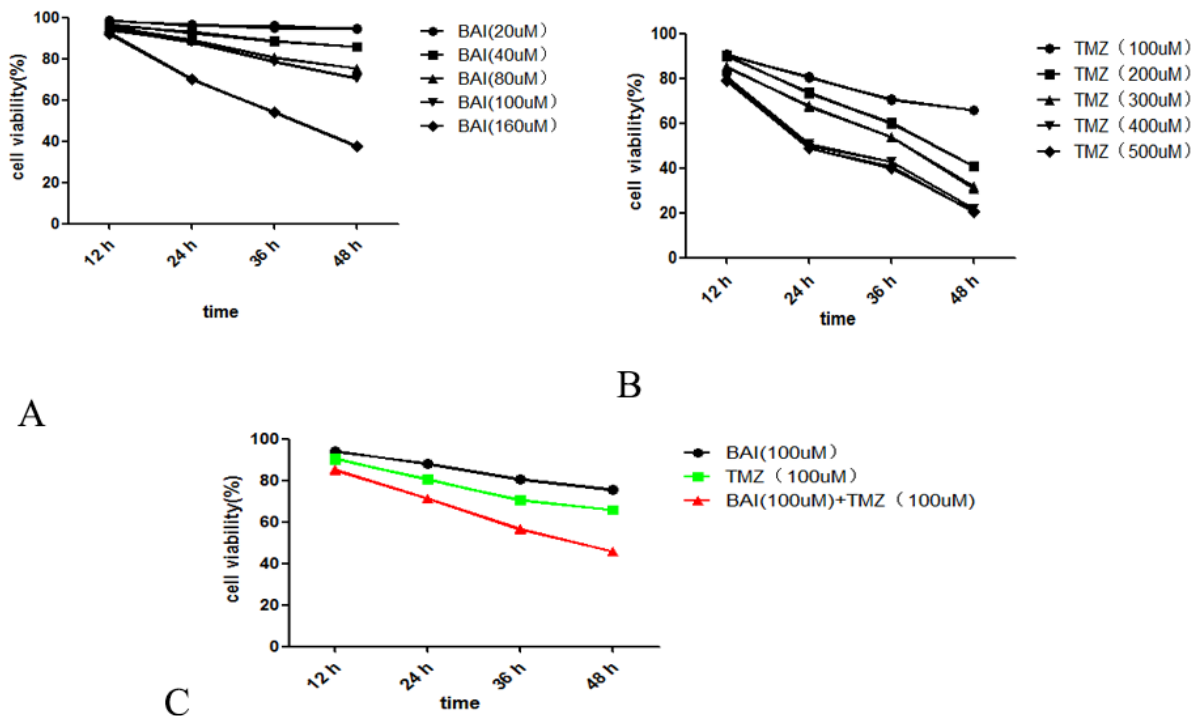 100
80
60
40
20
0
cell viability(%)
12 h
24 h
36 h
48 h
time
BAI(20uM)
BAI(40uM)
BAI(80uM)
BAI(100uM)
BAI(160uM)
A
100
80
60
40
20
0
cell viability(%)
12 h
24 h
36 h
48 h
time
TMZ（100uM）
TMZ（200uM）
TMZ（300uM）
TMZ（400uM）
TMZ（500uM）
B
100
80
60
40
20
0
cell viability(%)
12 h
24 h
36 h
48 h
time
BAI(100uM)
TMZ（100uM）
BAI(100uM)+TMZ（100uM）
C